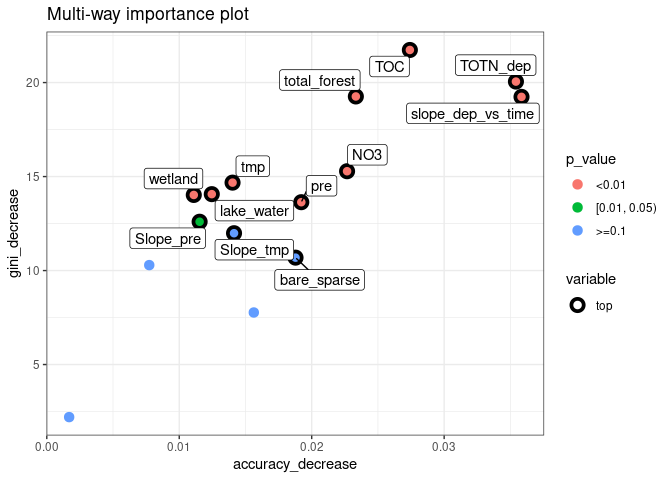 Multi-way importance plot
TOC
TOTN_dep
total_forest
slope_dep_vs_time
NO3
tmp
wetland
pre
lake_water
Slope_pre
Slope_tmp
bare_sparse
20
15
10
5
gini_decrease
0.00
0.01
0.02
0.03
accuracy_decrease
p_value
<0.01
[0.01, 0.05)
>=0.1
variable
top